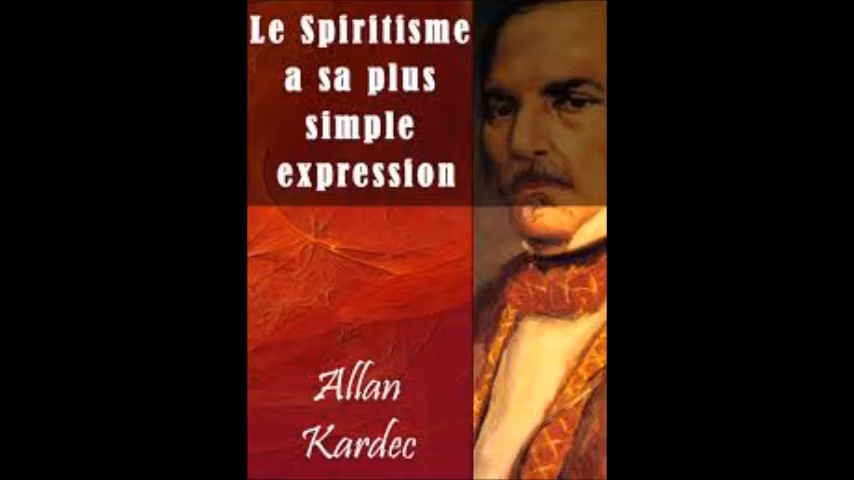 Le Spiritisme
a sa plus
simple
expression
Allan
Kardec